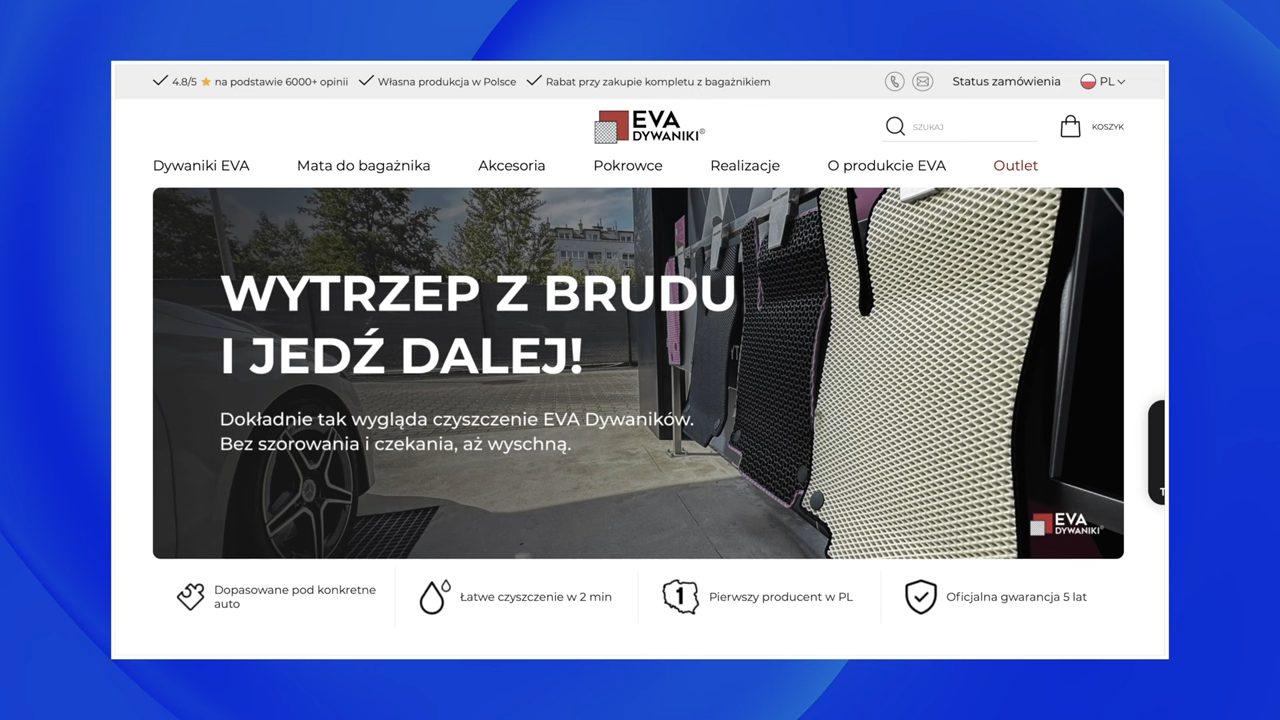 4.8/5 na podstawie 6000+ opinii Własna produkcja w Polsce Rabat przy zakupie kompletu z bagażnikiem Status zamówienia PL
EVA
DYWANIKI®
SZUKAJ
KOSZYK
Dywaniki EVA Mata do bagażnika Akcesoria Pokrowce Realizacje O produkcie EVA Outlet
WYTRZEP Z BRUDU
I JEDŹ DALEJ!
Dokładnie tak wygląda czyszczenie EVA Dywaników.
Bez szorowania i czekania, aż wyschną.
EVA
DYWANIKI®
Dopasowane pod konkretne
auto
Łatwe czyszczenie w 2 min
1
Pierwszy producent w PL
Oficjalna gwarancja 5 lat